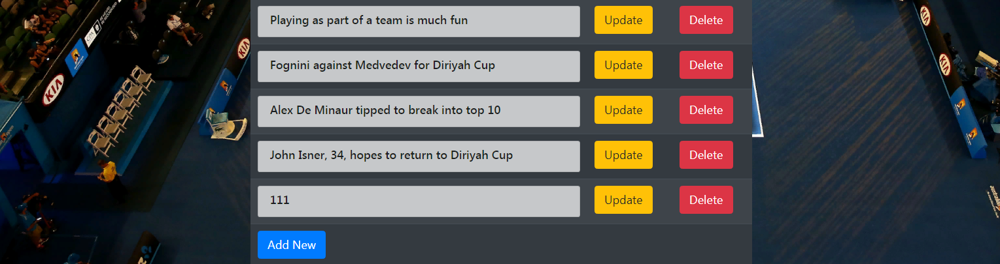 Playing as part of a team is much fun
Update
Delete
Fognini against Medvedev for Diriyah Cup
Update
Delete
Alex De Minaur tipped to break into top 10
Update
Delete
John Isner, 34, hopes to return to Diriyah Cup
Update
Delete
111
Update
Delete
Add New
KIA
KIA
KIA
KIA
CPA